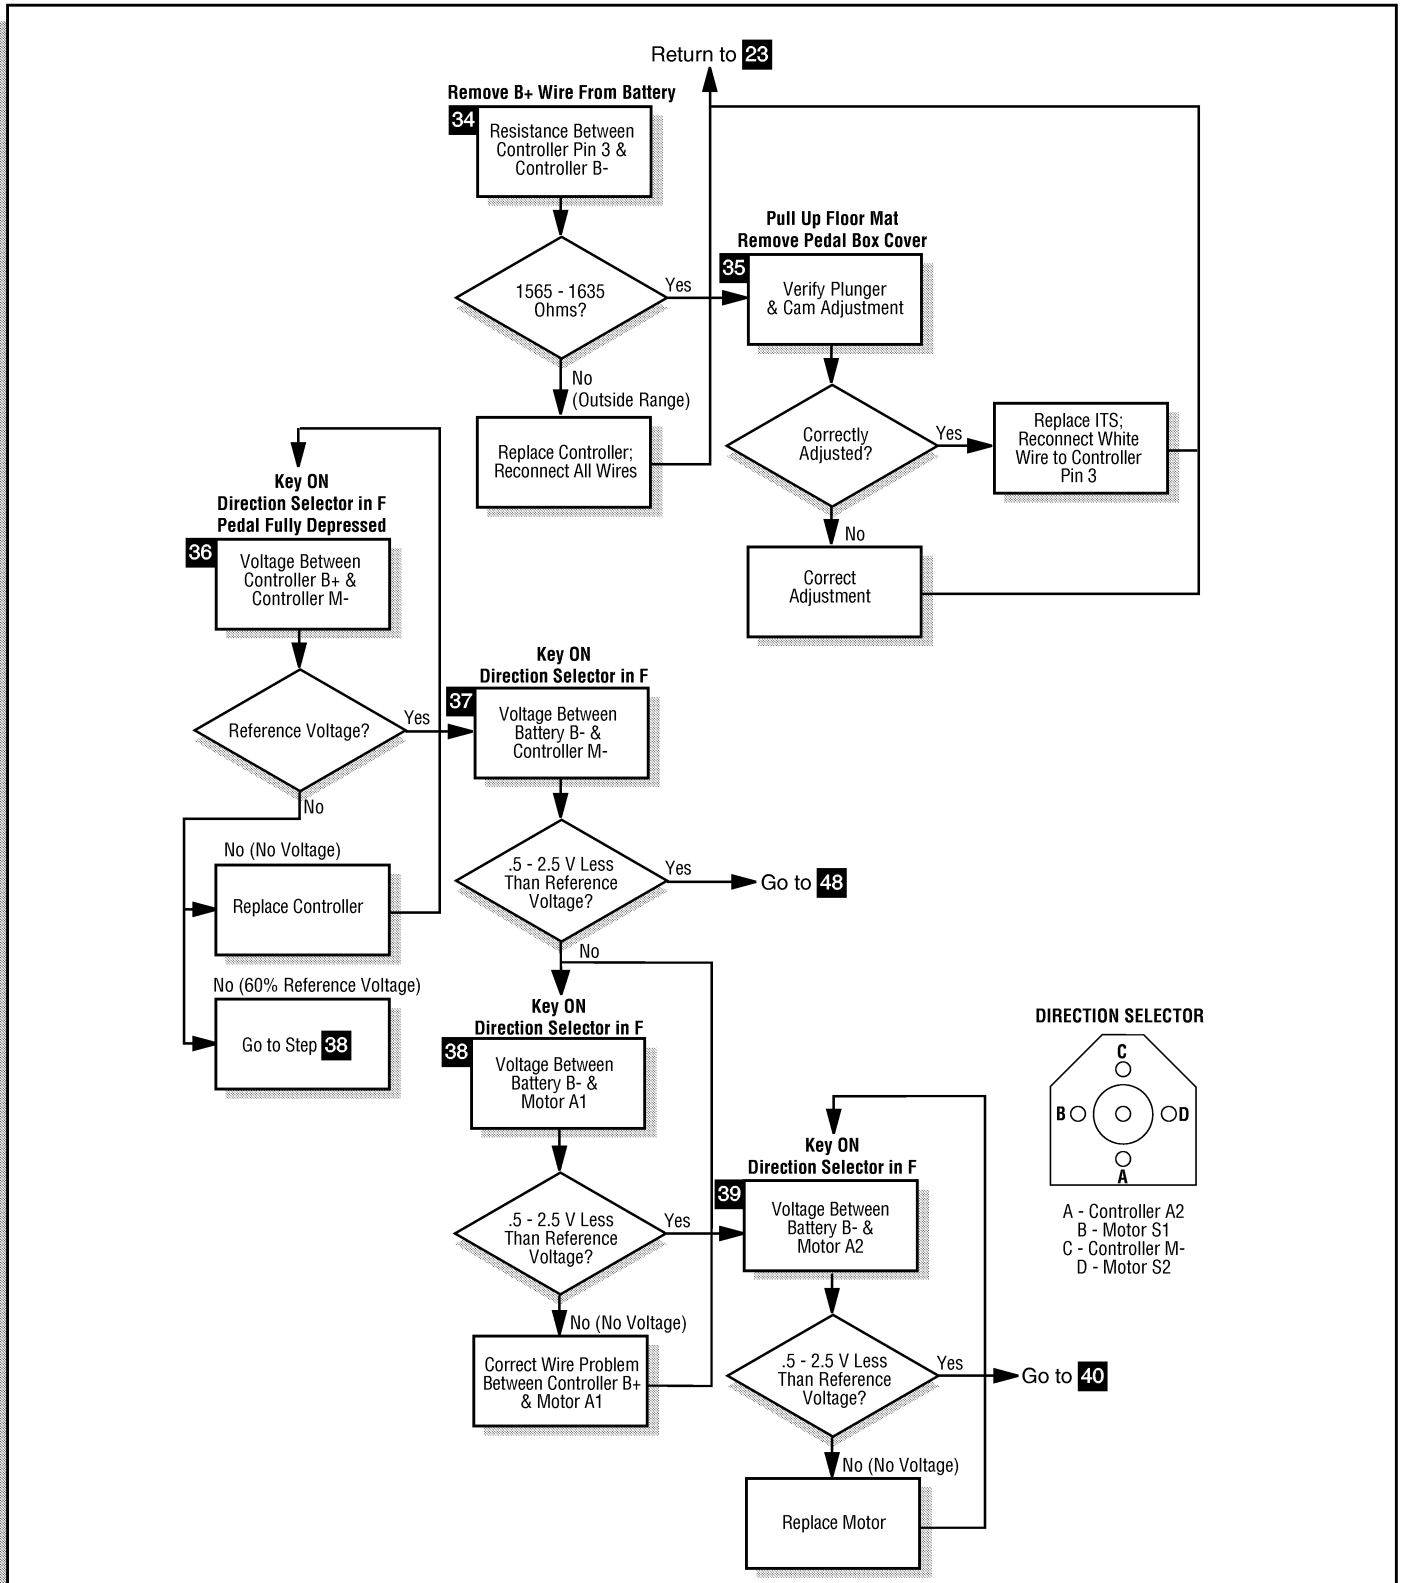 Return to 23
Remove B+ Wire From Battery
34
Resistance Between
Controller Pin 3 &
Controller B-
1565 - 1635
Ohms?
Yes
No
(Outside Range)
Replace Controller;
Reconnect All Wires
Pull Up Floor Mat
Remove Pedal Box Cover
35
Verify Plunger
& Cam Adjustment
Correctly
Adjusted?
Yes
Replace ITS;
Reconnect White
Wire to Controller
Pin 3
No
Correct
Adjustment
Key ON
Direction Selector in F
Pedal Fully Depressed
36
Voltage Between
Controller B+ &
Controller M-
Reference Voltage?
Yes
No
No (No Voltage)
Replace Controller
No (60% Reference Voltage)
Go to Step 38
Key ON
Direction Selector in F
37
Voltage Between
Battery B- &
Controller M-
.5 - 2.5 V Less
Than Reference
Voltage?
Yes
Go to 48
No
Key ON
Direction Selector in F
38
Voltage Between
Battery B- &
Motor A1
.5 - 2.5 V Less
Than Reference
Voltage?
Yes
No (No Voltage)
Correct Wire Problem
Between Controller B+
& Motor A1
Key ON
Direction Selector in F
39
Voltage Between
Battery B- &
Motor A2
.5 - 2.5 V Less
Than Reference
Voltage?
Yes
Go to 40
No (No Voltage)
Replace Motor
DIRECTION SELECTOR
C
B
D
A
A - Controller A2
B - Motor S1
C - Controller M-
D - Motor S2